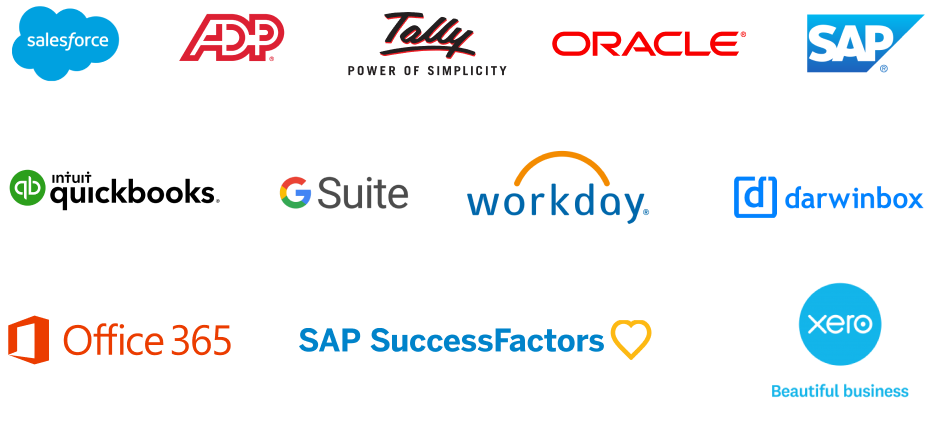 salesforce
ADP®
Tally
POWER OF SIMPLICITY
ORACLE®
SAP®
qb
intuit
quickbooks.
G Suite
workday®
d
darwinbox
Office 365
SAP SuccessFactors
xero
Beautiful business